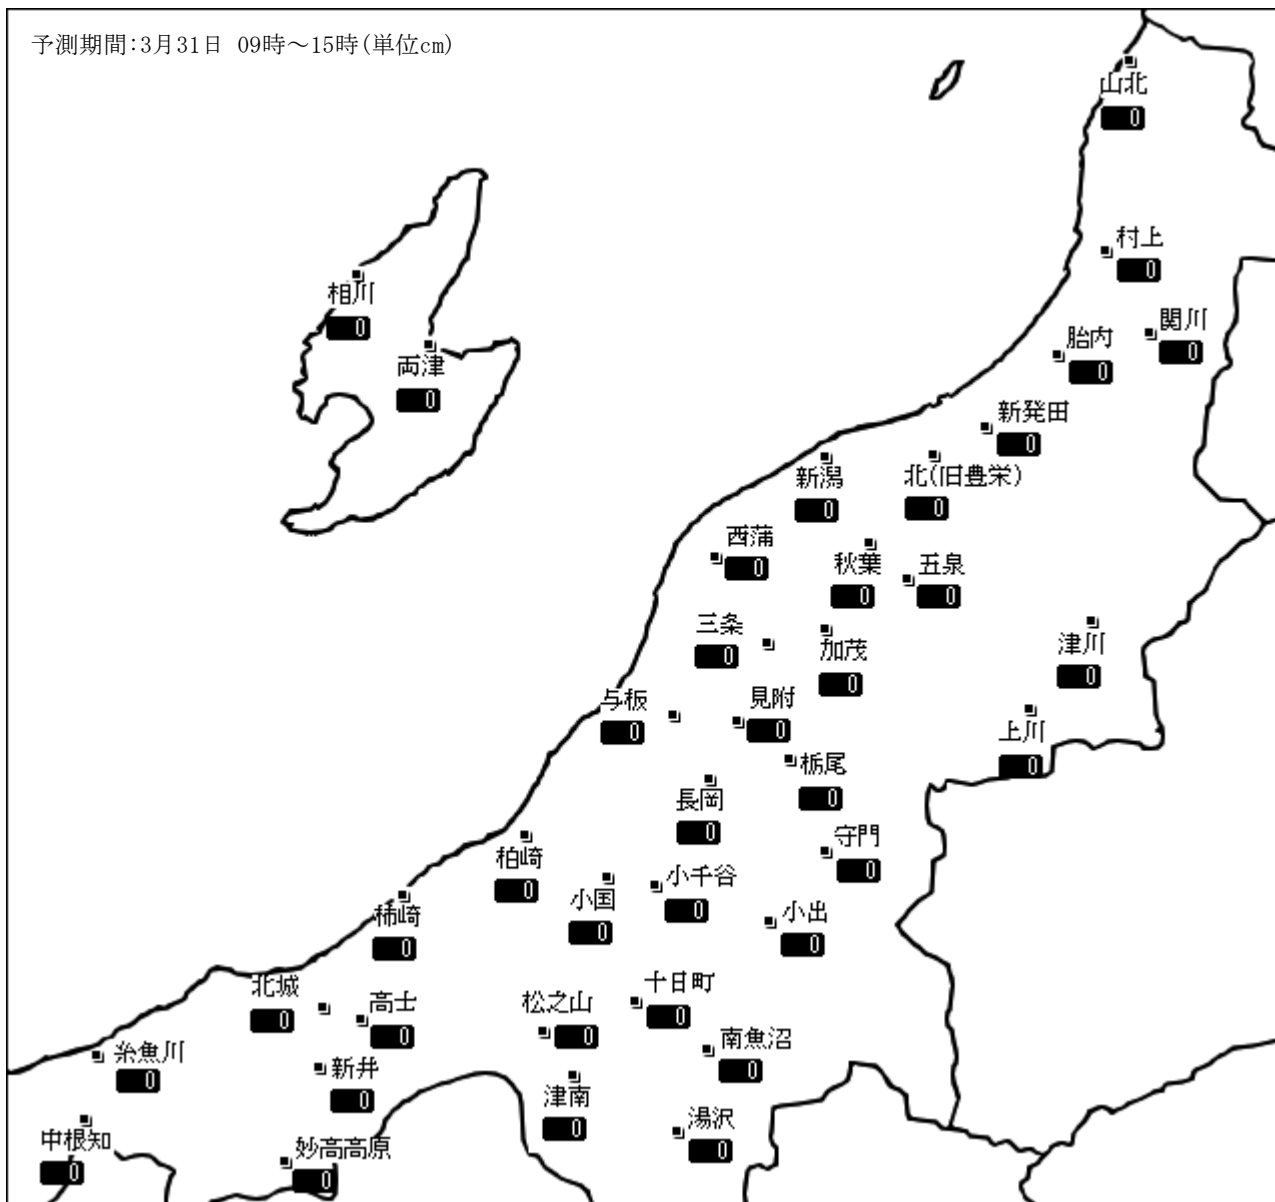 予測期間:3月31日 09時～15時(単位cm)
山北
0
村上
0
相川
0
関川
0
胎内
0
両津
0
新発田
0
新潟
0
北(旧豊栄)
0
西蒲
0
秋葉
0
五泉
0
三条
0
加茂
0
津川
0
与板
0
見附
0
上川
0
栃尾
0
長岡
0
守門
0
柏崎
0
小国
0
小千谷
0
小出
0
柿崎
0
北城
0
高士
0
松之山
0
十日町
0
南魚沼
0
糸魚川
0
新井
0
津南
0
湯沢
0
中根知
0
妙高高原
0